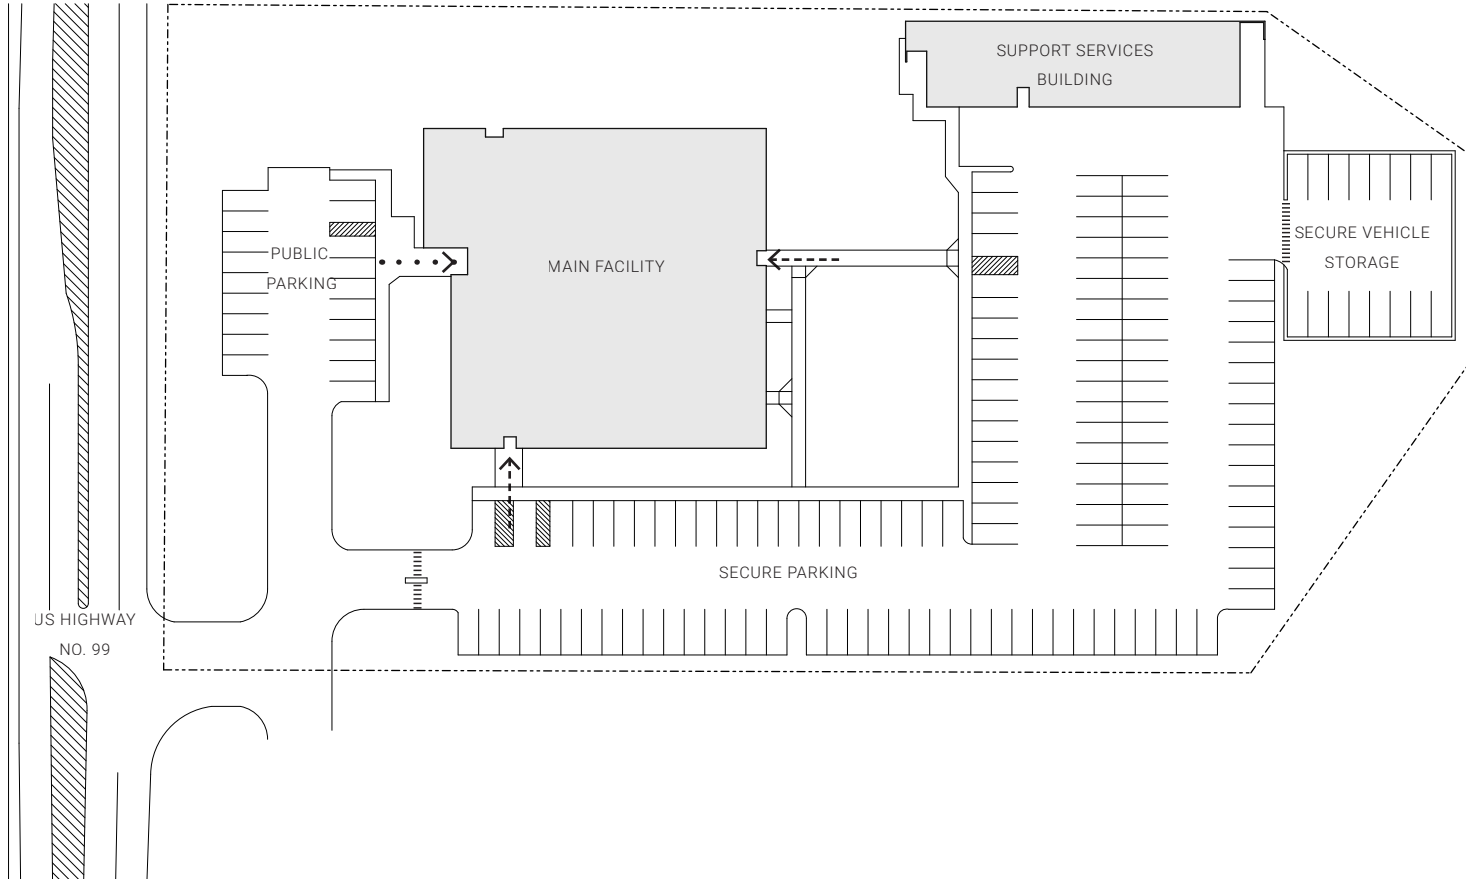 SUPPORT SERVICES
BUILDING
SECURE VEHICLE
STORAGE
PUBLIC
PARKING
MAIN FACILITY
SECURE PARKING
US HIGHWAY
NO. 99